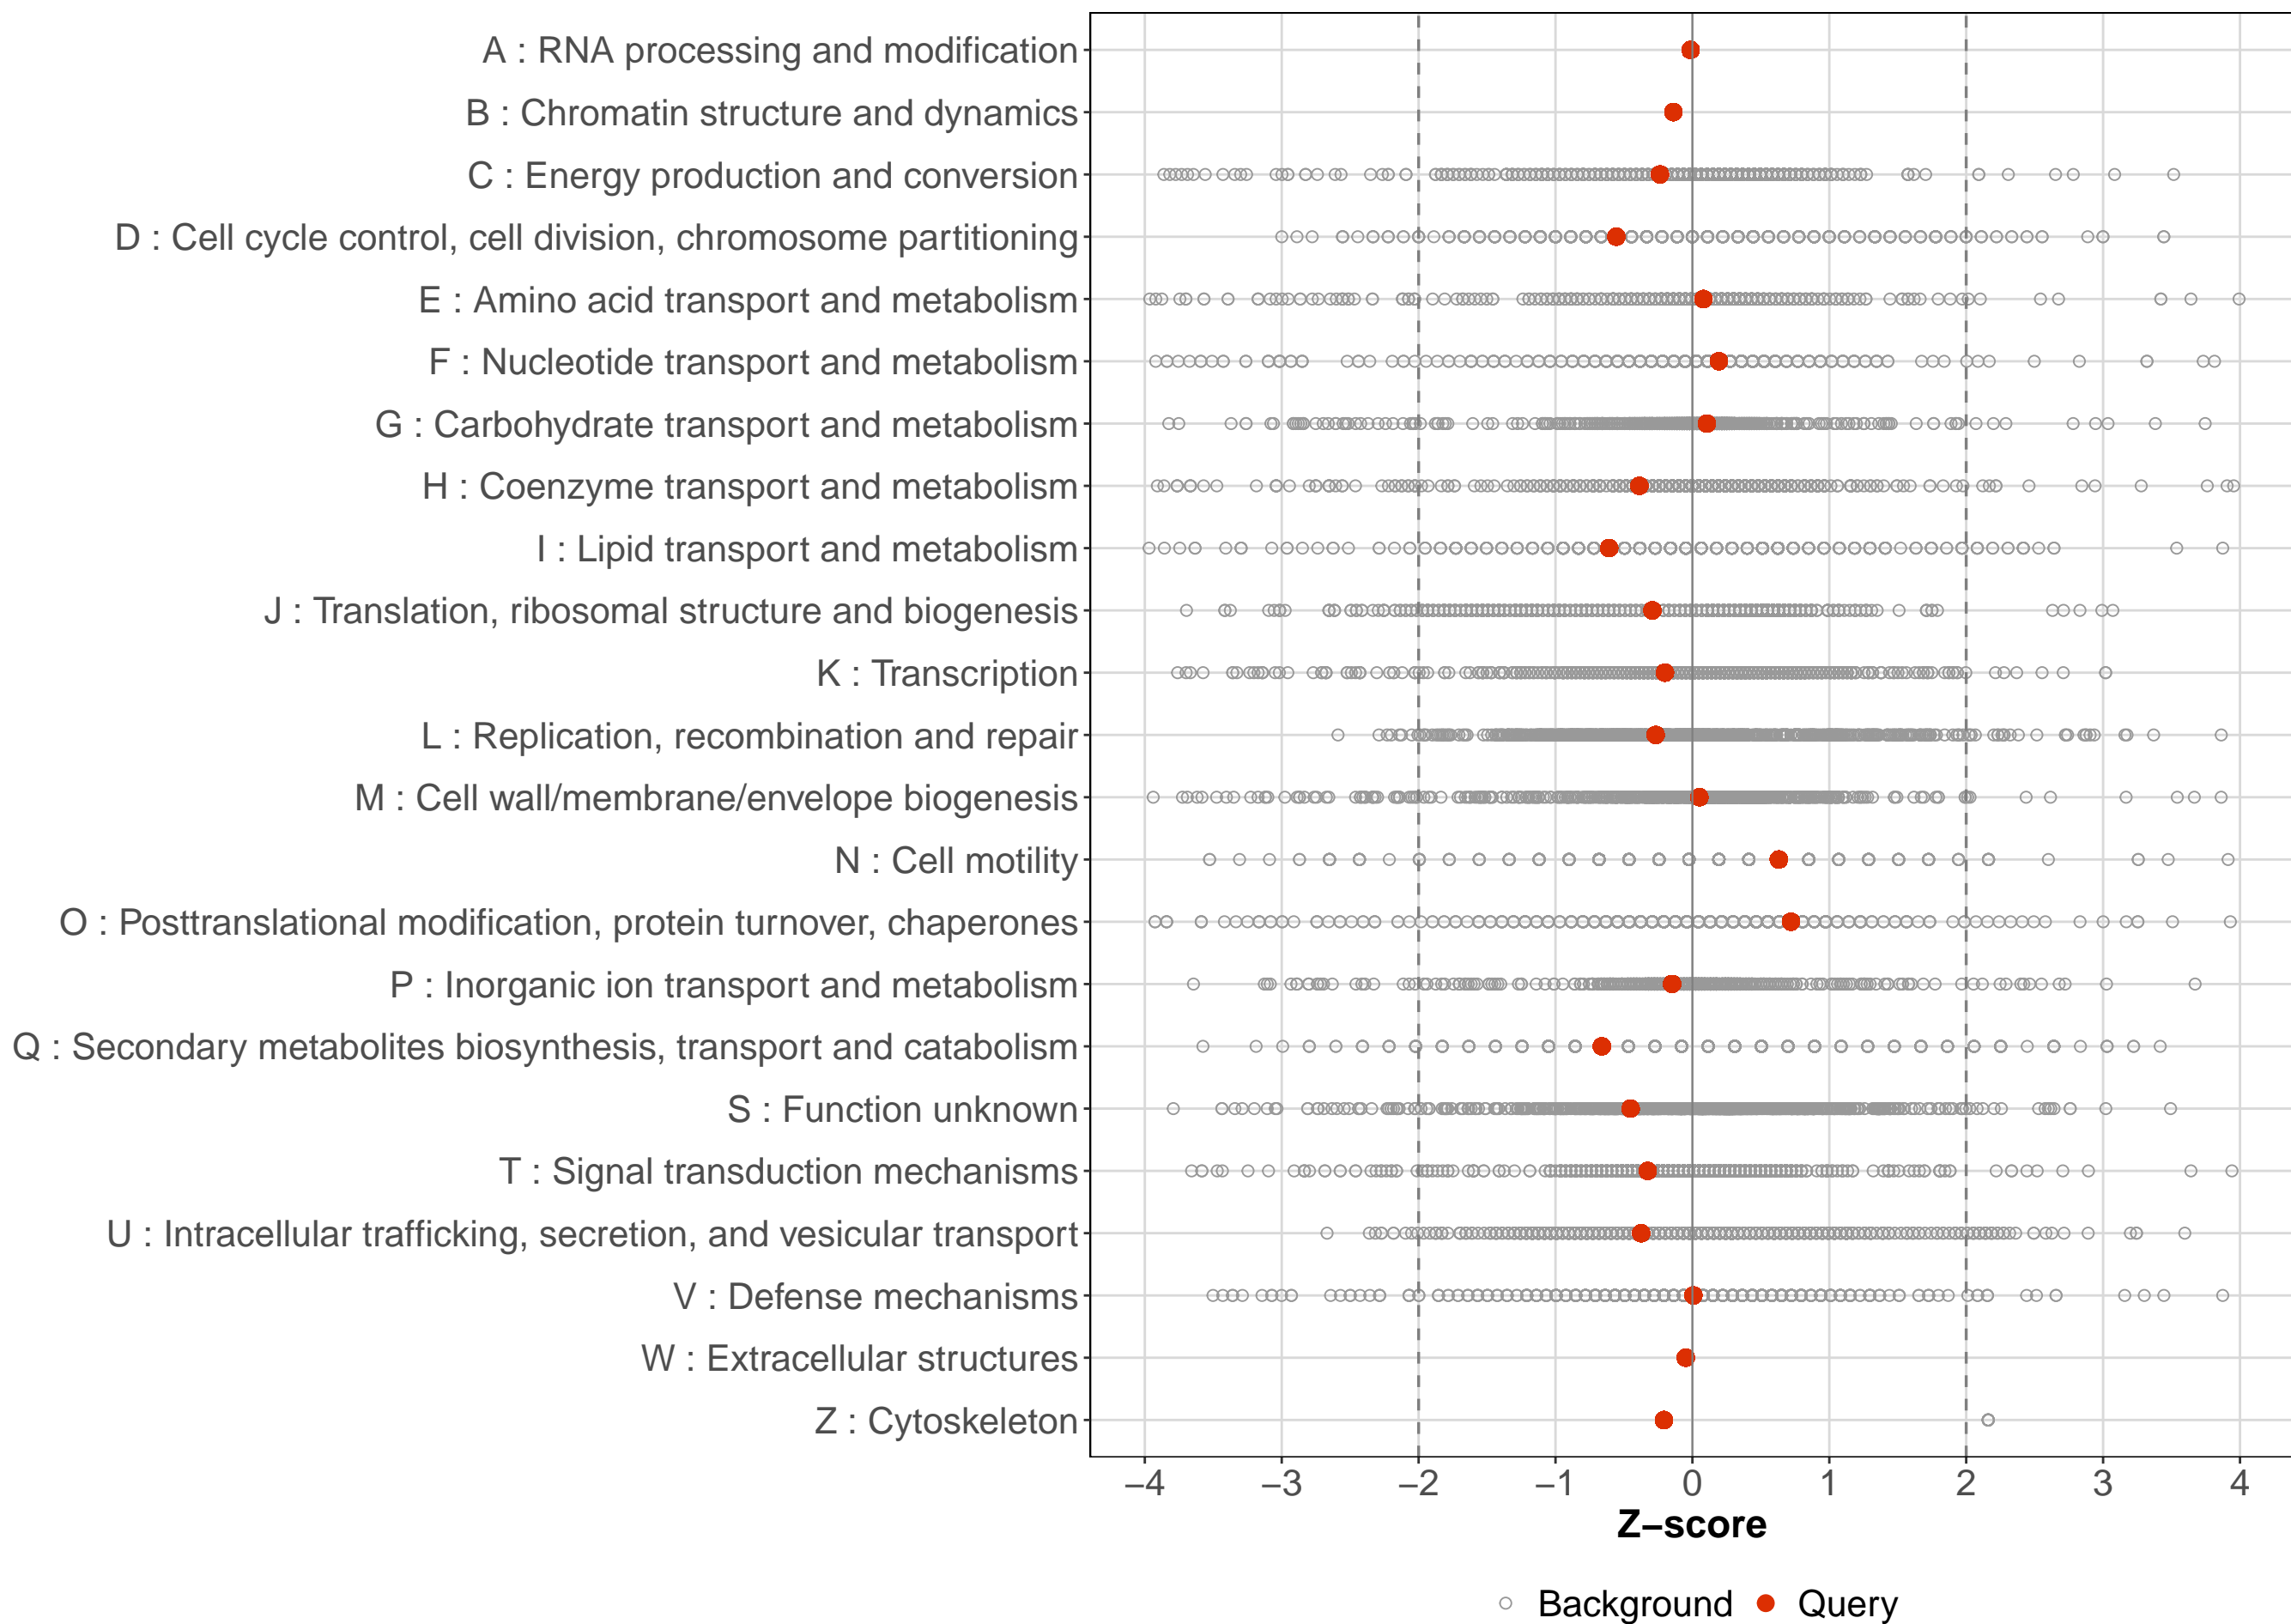 A : RNA processing and modification
B : Chromatin structure and dynamics
C : Energy production and conversion
D : Cell cycle control, cell division, chromosome partitioning
E : Amino acid transport and metabolism
F : Nucleotide transport and metabolism
G : Carbohydrate transport and metabolism
H : Coenzyme transport and metabolism
I : Lipid transport and metabolism
J : Translation, ribosomal structure and biogenesis
K : Transcription
L : Replication, recombination and repair
M : Cell wall/membrane/envelope biogenesis
N : Cell motility
O : Posttranslational modification, protein turnover, chaperones
P : Inorganic ion transport and metabolism
Q : Secondary metabolites biosynthesis, transport and catabolism
S : Function unknown
T : Signal transduction mechanisms
U : Intracellular trafficking, secretion, and vesicular transport
V : Defense mechanisms
W : Extracellular structures
Z : Cytoskeleton
−4 −3 −2 −1 0 1 2 3 4
Z−score
Background Query